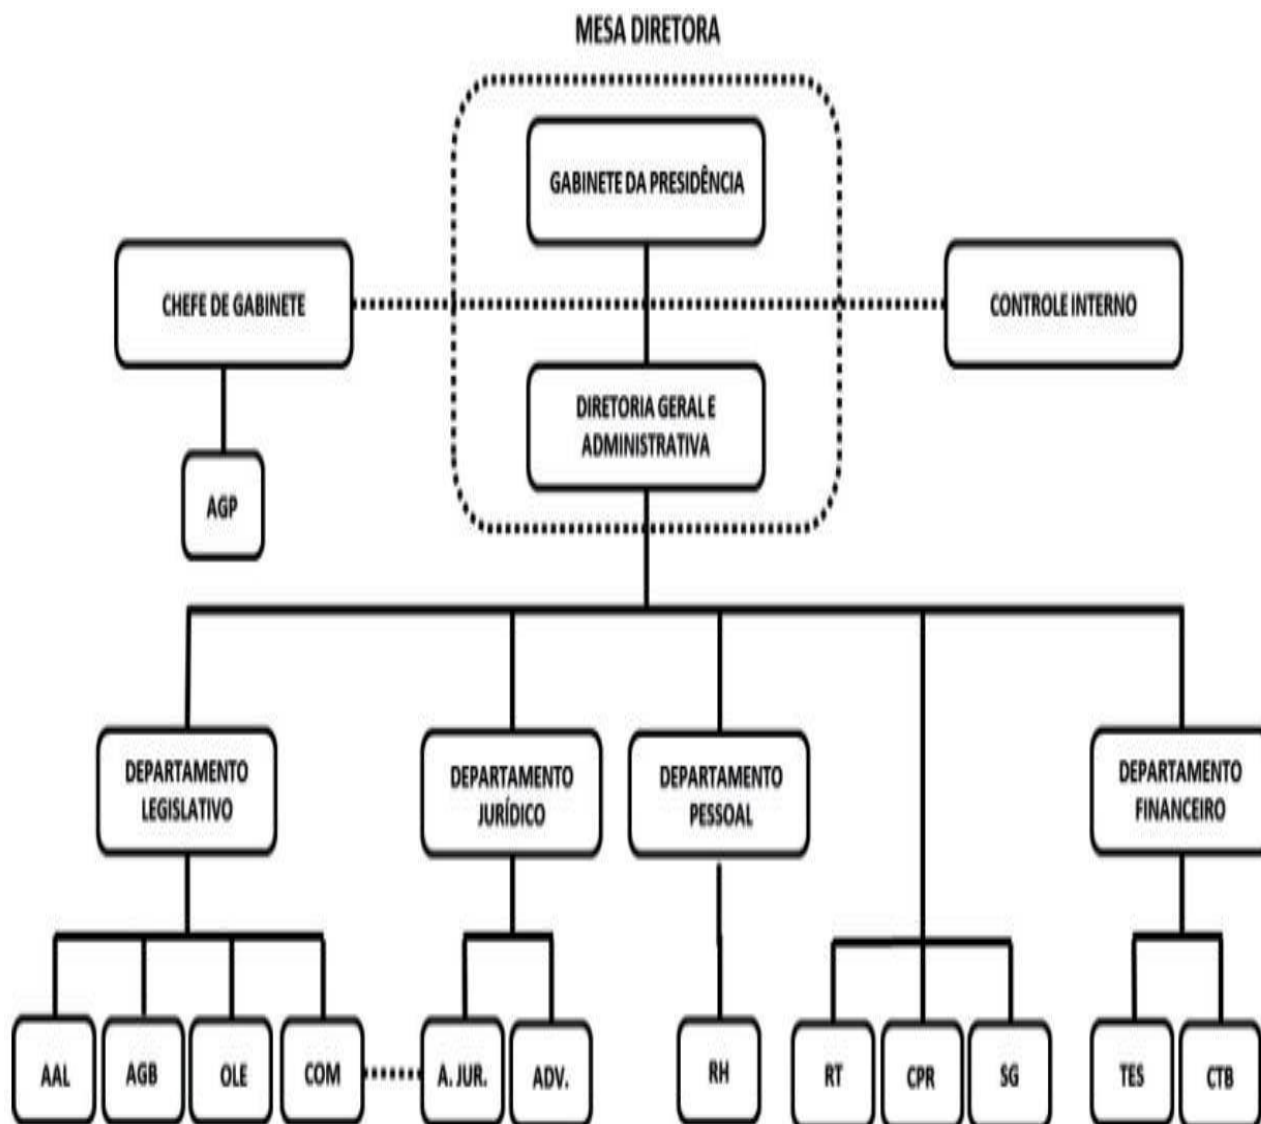 MESA DIRETORA
GABINETE DA PRESIDÊNCIA
CHEFE DE GABINETE
CONTROLE INTERNO
DIRETORIA GERAL E
ADMINISTRATIVA
AGP
DEPARTAMENTO
LEGISLATIVO
DEPARTAMENTO
JURÍDICO
DEPARTAMENTO
PESSOAL
DEPARTAMENTO
FINANCEIRO
AAL
AGB
OLE
COM
A. JUR.
ADV.
RH
RT
CPR
SG
TES
CTB